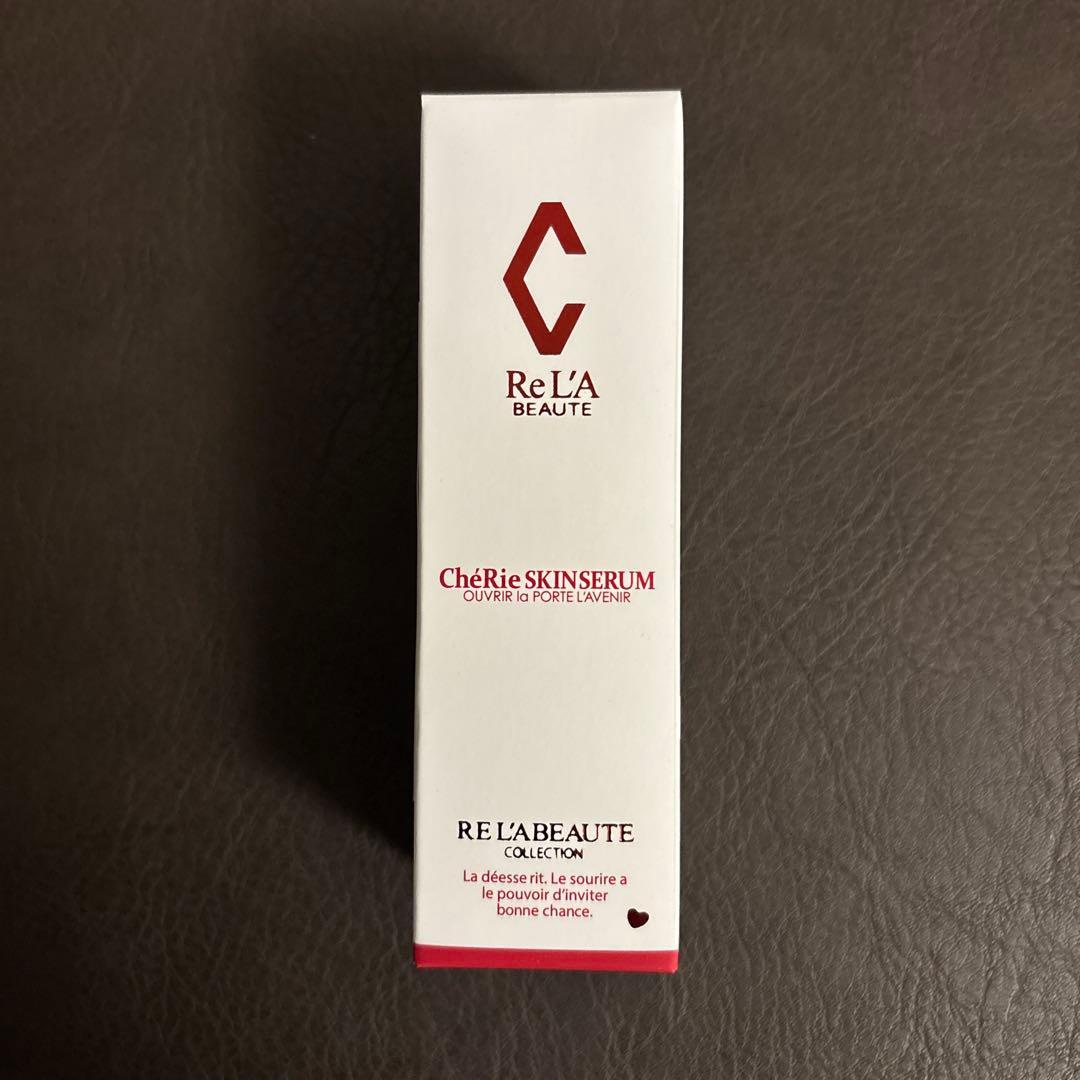 C
Re L'A
BEAUTE
ChéRie SKINSERUM
OUVRIR la PORTE L'AVENIR
RE L'ABEAUTE
COLLECTION
La déesse rit. Le sourire a
le pouvoir d'inviter
bonne chance.